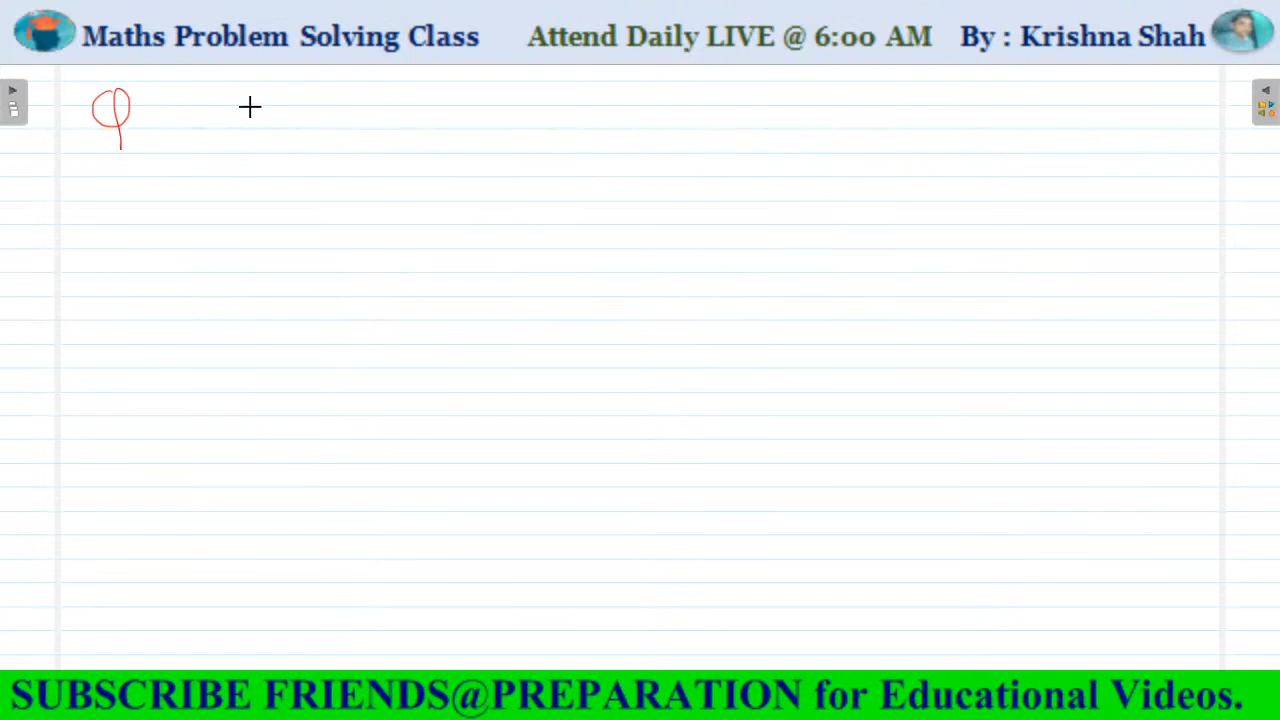 Maths Problem Solving Class Attend Daily LIVE @ 6:00 AM By : Krishna Shah
φ
SUBSCRIBE FRIENDS@PREPARATION for Educational Videos.